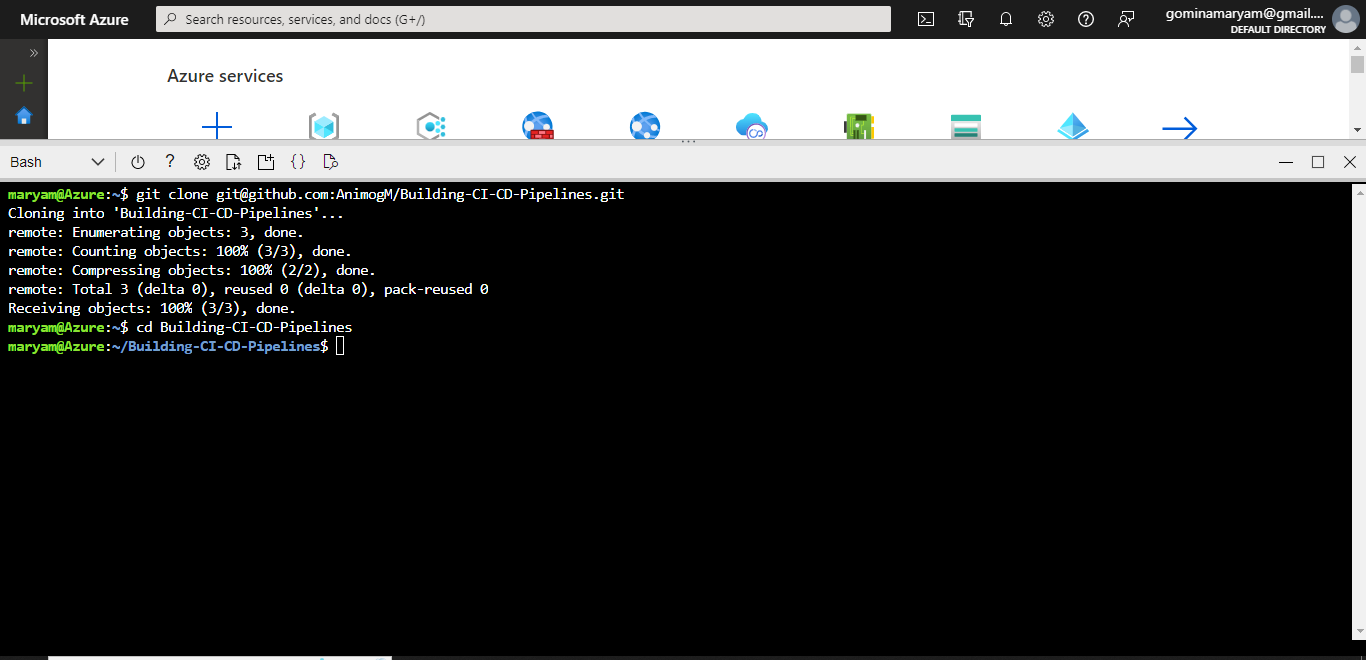 Microsoft Azure
Search resources, services, and docs (G+/)
gominamaryam@gmail....
DEFAULT DIRECTORY
Azure services
Bash
maryam@Azure:~$ git clone git@github.com:AnimogM/Building-CI-CD-Pipelines.git
Cloning into 'Building-CI-CD-Pipelines'...
remote: Enumerating objects: 3, done.
remote: Counting objects: 100% (3/3), done.
remote: Compressing objects: 100% (2/2), done.
remote: Total 3 (delta 0), reused 0 (delta 0), pack-reused 0
Receiving objects: 100% (3/3), done.
maryam@Azure:~$ cd Building-CI-CD-Pipelines
maryam@Azure:~/Building-CI-CD-Pipelines$